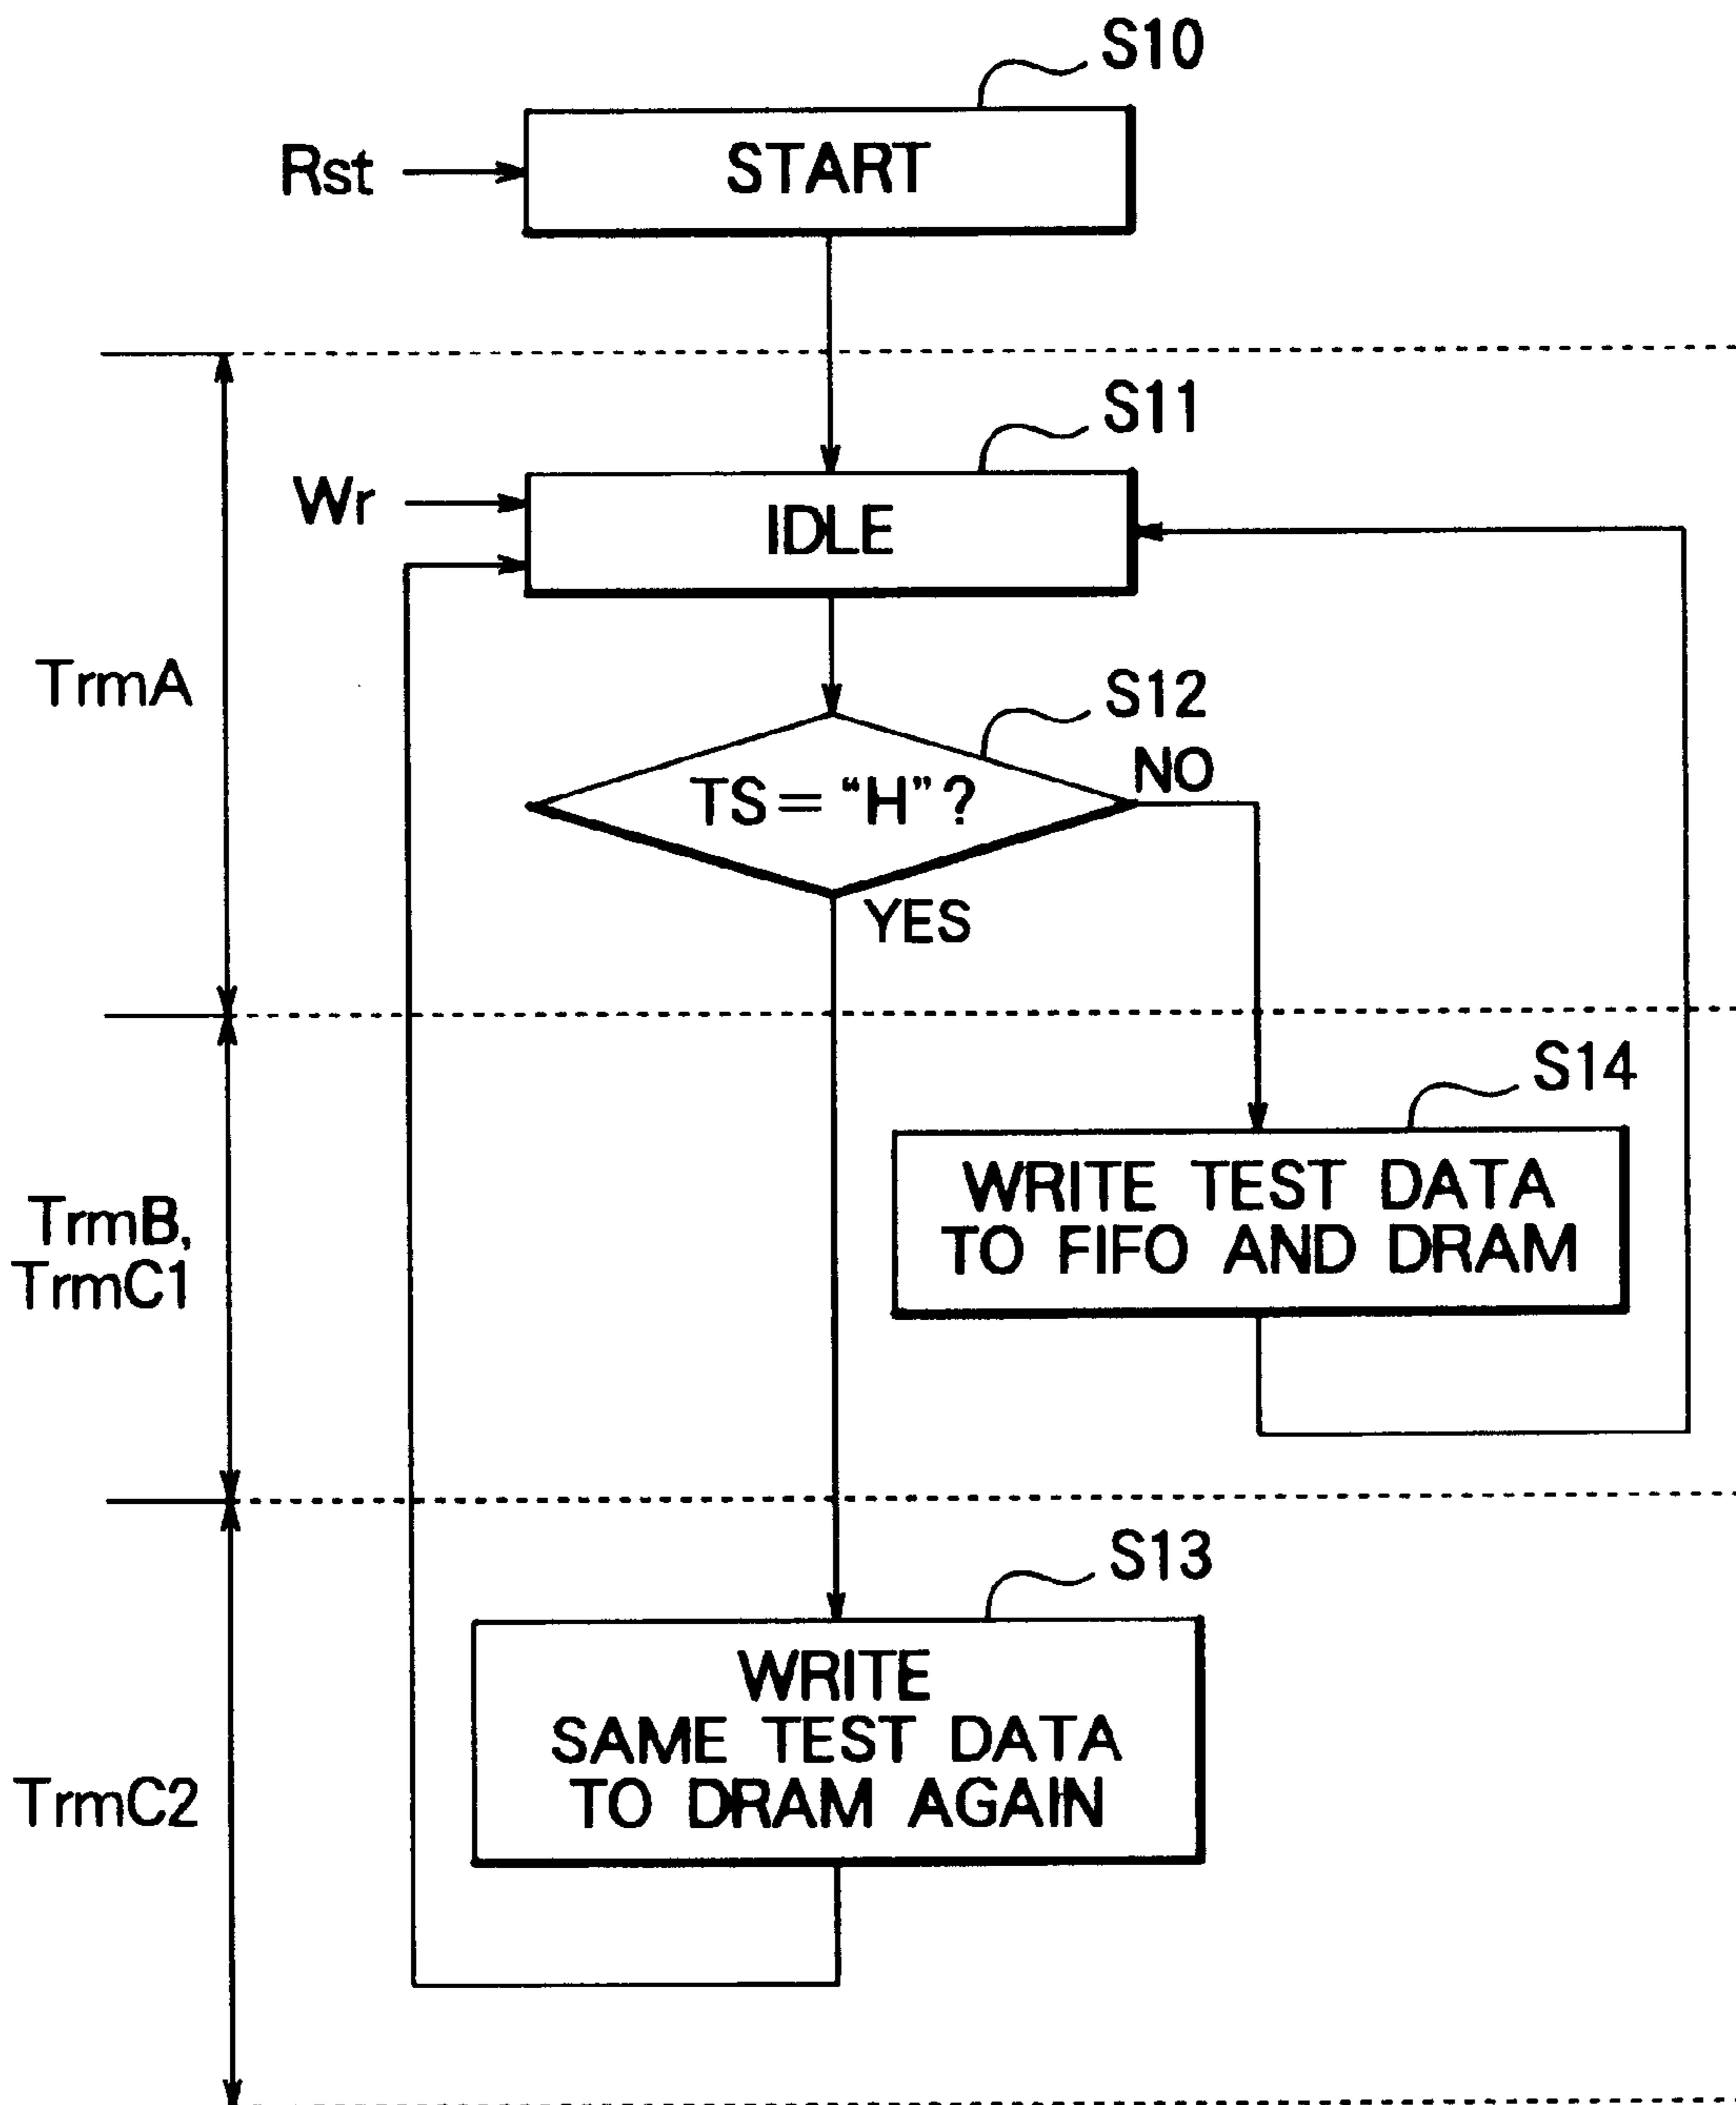 S10
Rst
START
S11
Wr
IDLE
TrmA
S12
TS = “H” ?
NO
YES
S14
TrmB,
TrmC1
WRITE TEST DATA
TO FIFO AND DRAM
S13
WRITE
SAME TEST DATA
TO DRAM AGAIN
TrmC2